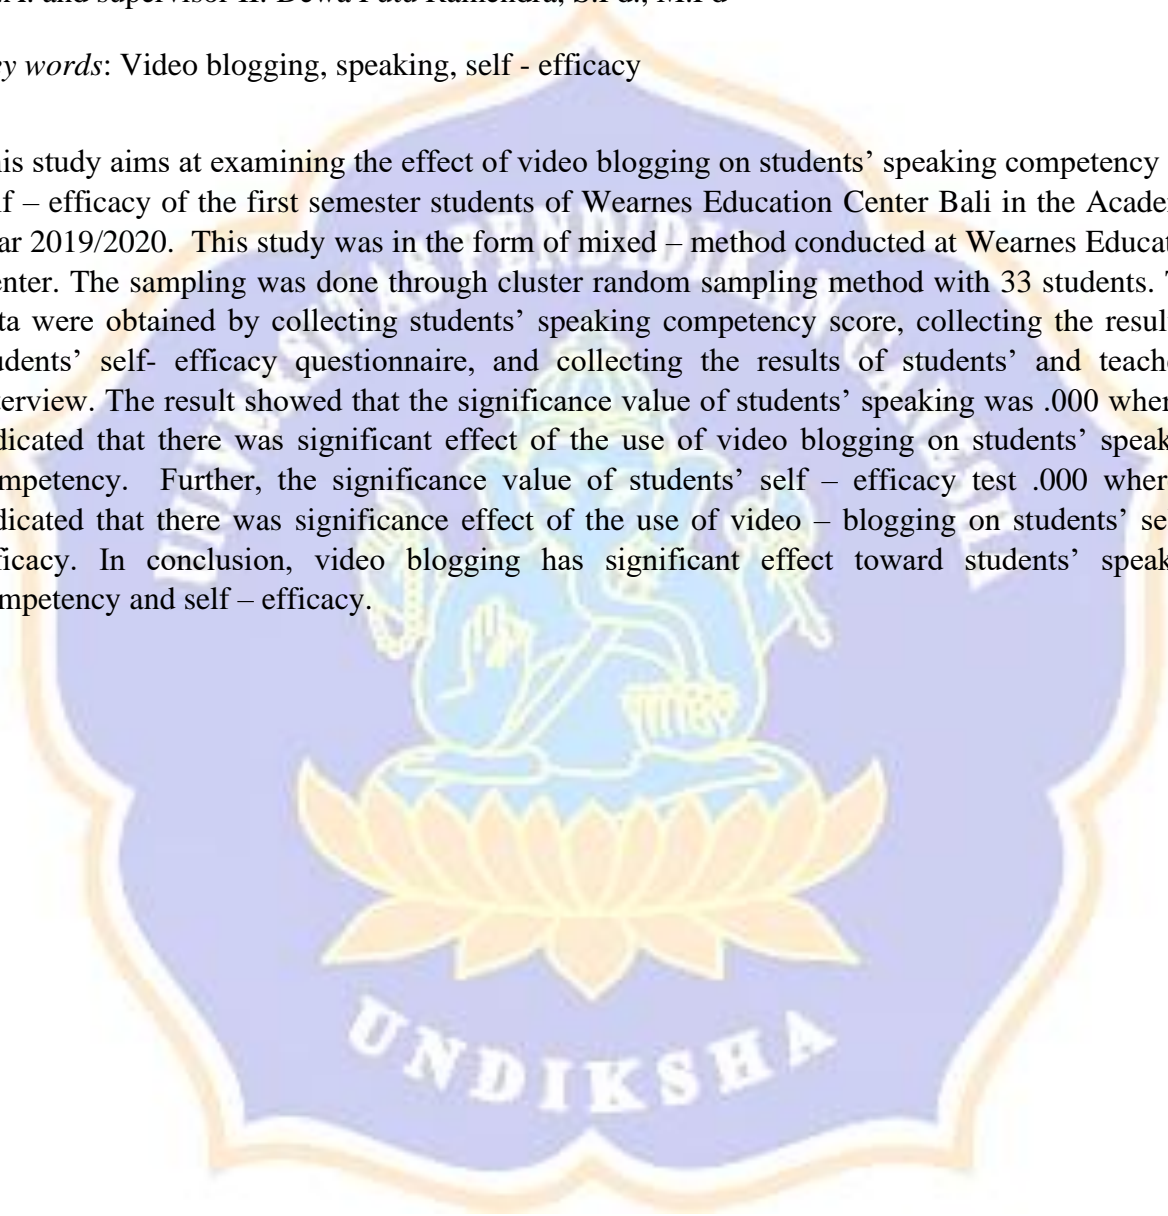 and supervisor II: Dewa Putu Ramendra, S.Pd., M.Pd
ey words: Video blogging, speaking, self - efficacy
his study aims at examining the effect of video blogging on students’ speaking competency
lf – efficacy of the first semester students of Wearnes Education Center Bali in the Academ
ar 2019/2020. This study was in the form of mixed – method conducted at Wearnes Educat
enter. The sampling was done through cluster random sampling method with 33 students. T
ta were obtained by collecting students’ speaking competency score, collecting the result
udents’ self- efficacy questionnaire, and collecting the results of students’ and teache
terview. The result showed that the significance value of students’ speaking was .000 where
dicated that there was significant effect of the use of video blogging on students’ speak
mpetency. Further, the significance value of students’ self – efficacy test .000 where
dicated that there was significance effect of the use of video – blogging on students’ se
ficacy. In conclusion, video blogging has significant effect toward students’ speak
mpetency and self – efficacy.
UNDIKSHA